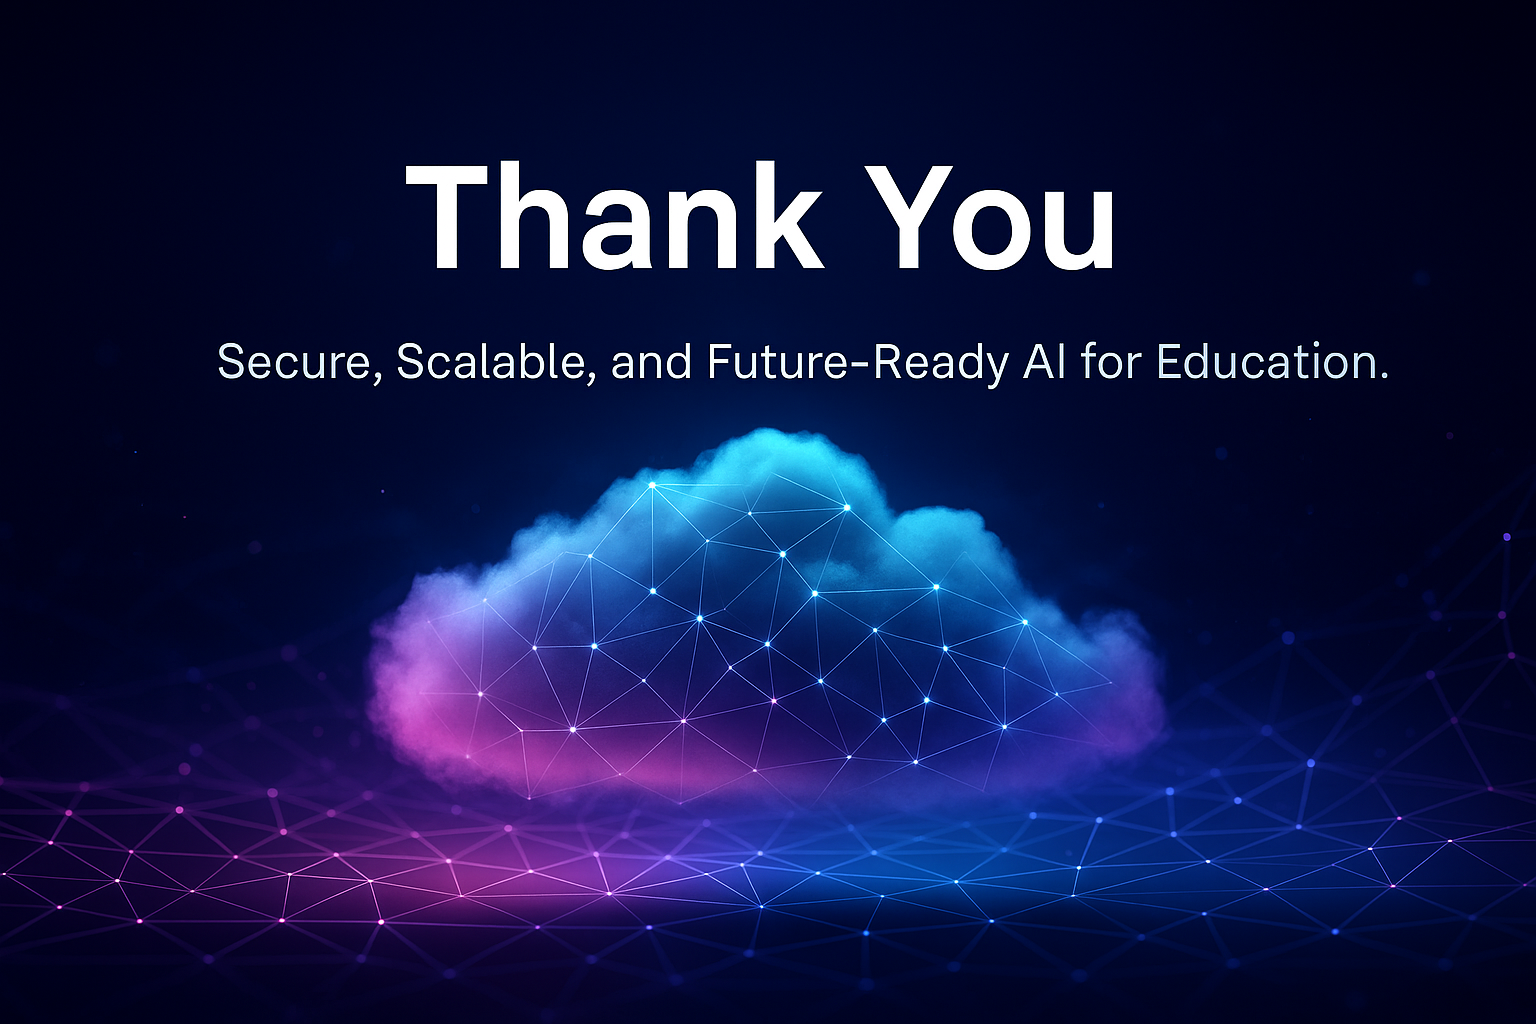 Thank You
Secure, Scalable, and Future-Ready AI for Education.